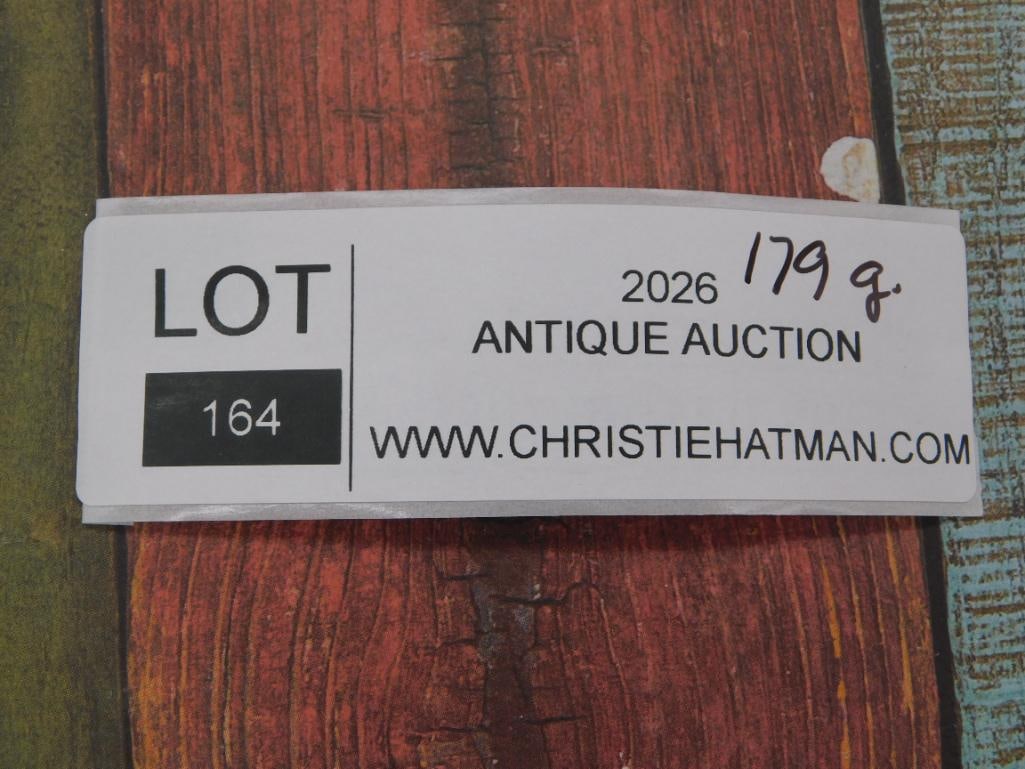 LOT
164
2026 179 g.
ANTIQUE AUCTION
WWW.CHRISTIEHATMAN.COM